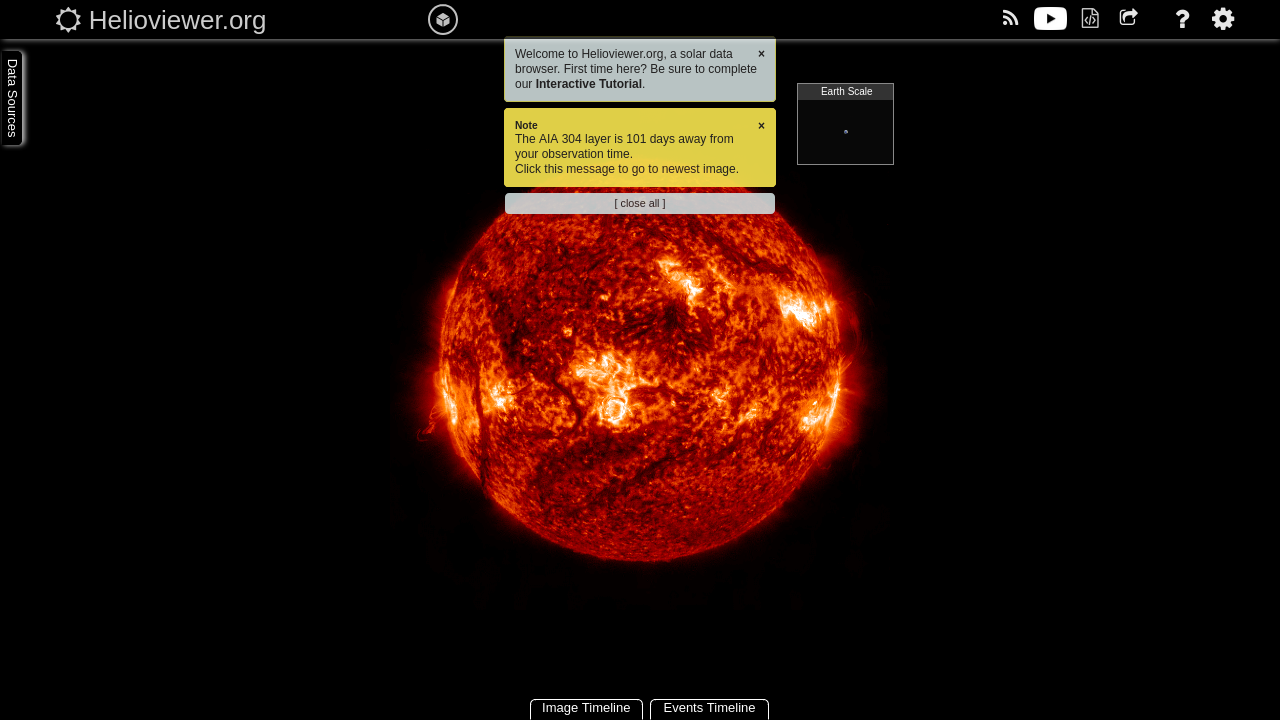 Helioviewer.org
Data Sources
Welcome to Helioviewer.org, a solar data
browser. First time here? Be sure to complete
our Interactive Tutorial.
×
Note
The AIA 304 layer is 101 days away from
your observation time.
Click this message to go to newest image.
×
[ close all ]
Earth Scale
Image Timeline
Events Timeline